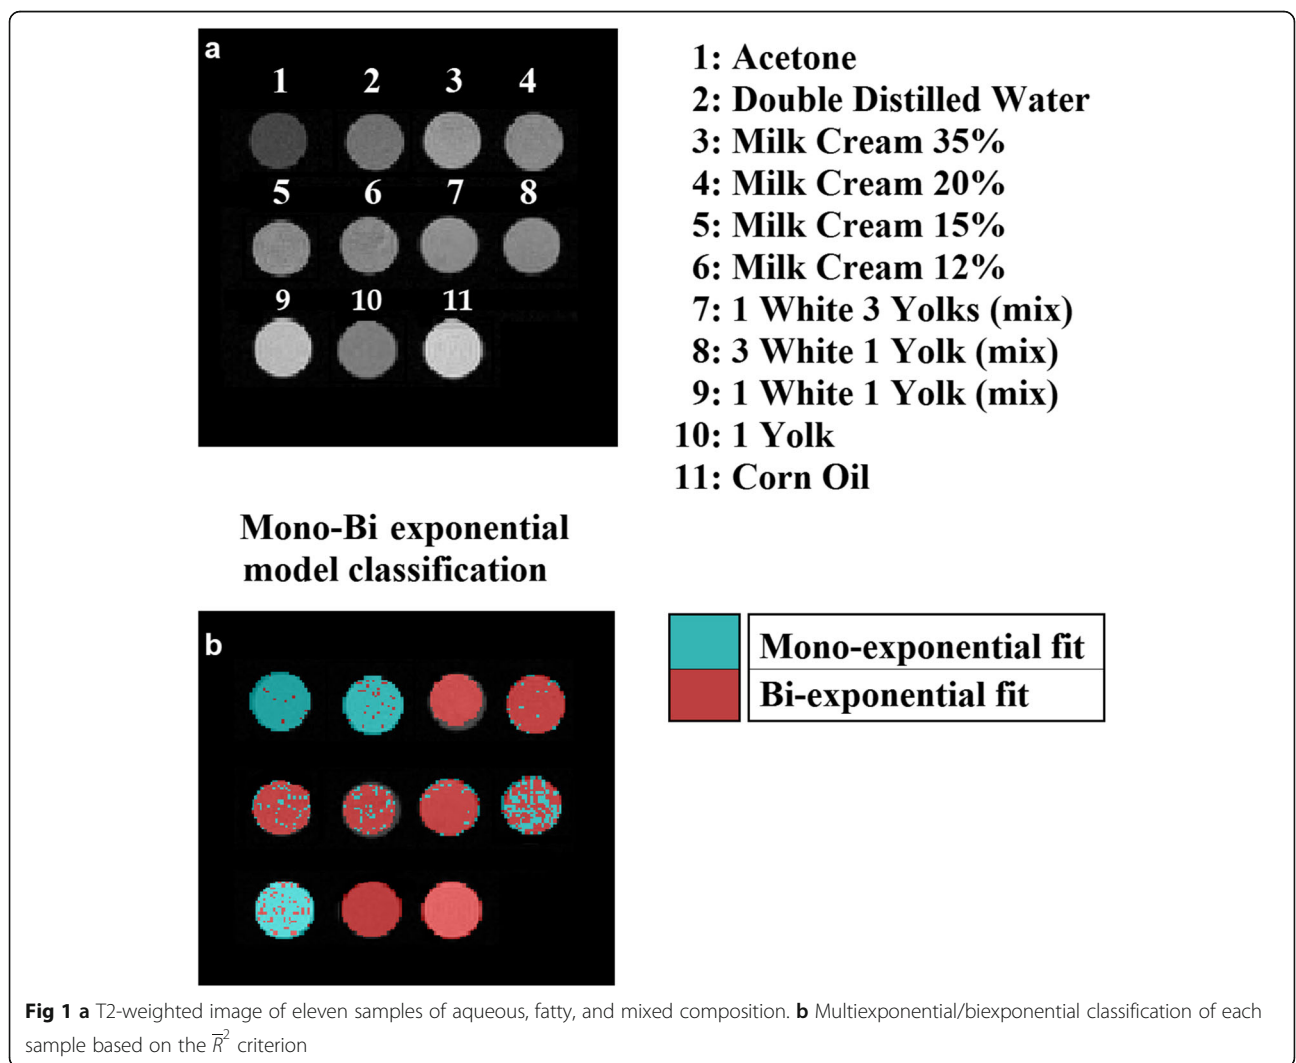 a
1 2 3 4
5 6 7 8
9 10 11
1: Acetone
2: Double Distilled Water
3: Milk Cream 35%
4: Milk Cream 20%
5: Milk Cream 15%
6: Milk Cream 12%
7: 1 White 3 Yolks (mix)
8: 3 White 1 Yolk (mix)
9: 1 White 1 Yolk (mix)
10: 1 Yolk
11: Corn Oil
Mono-Bi exponential
model classification
b
Mono-exponential fit
Bi-exponential fit
Fig 1 a T2-weighted image of eleven samples of aqueous, fatty, and mixed composition. b Multiexponential/biexponential classification of each
sample based on the R̅² criterion